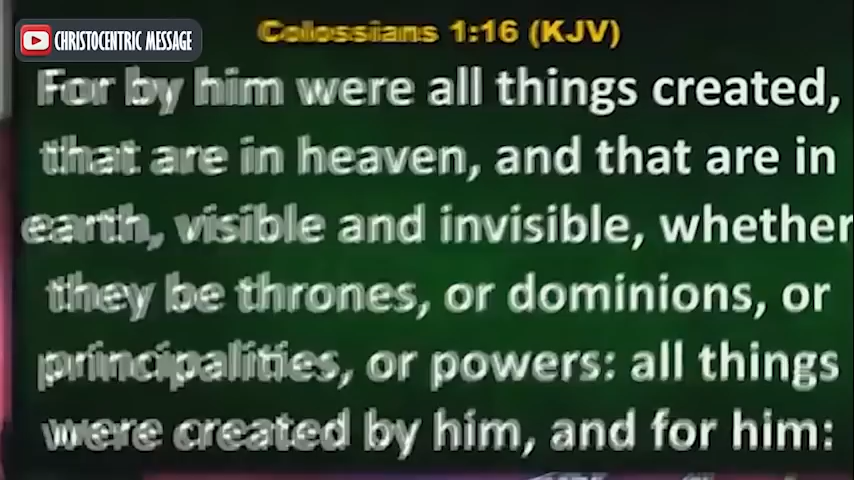 CHRISTOCENTRIC MESSAGE
Colossians 1:16 (KJV)
For by him were all things created,
that are in heaven, and that are in
earth, visible and invisible, whether
they be thrones, or dominions, or
principalities, or powers: all things
were created by him, and for him: